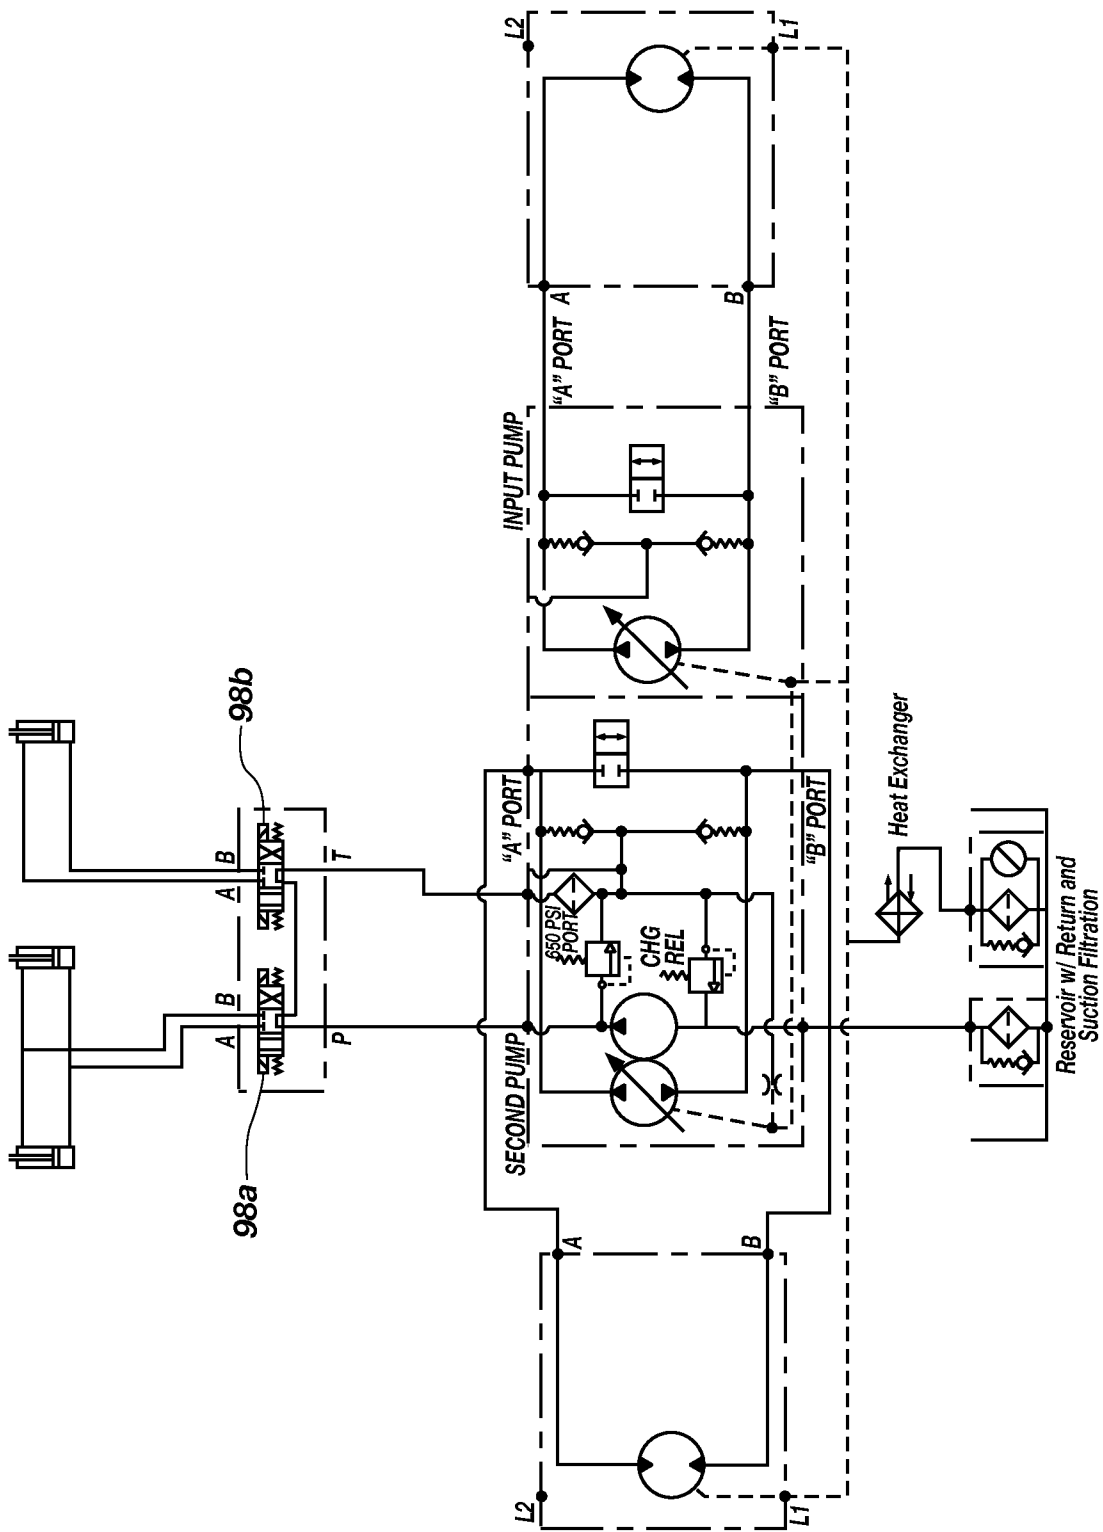 L2
L1
A
B
"A" PORT
"B" PORT
INPUT PUMP
98b
A
B
T
"A" PORT
"B" PORT
Heat Exchanger
650 PSI
PORT
CHG
REL
A
B
P
SECOND PUMP
Reservoir w/ Return and
Suction Filtration
98a
A
B
L2
L1